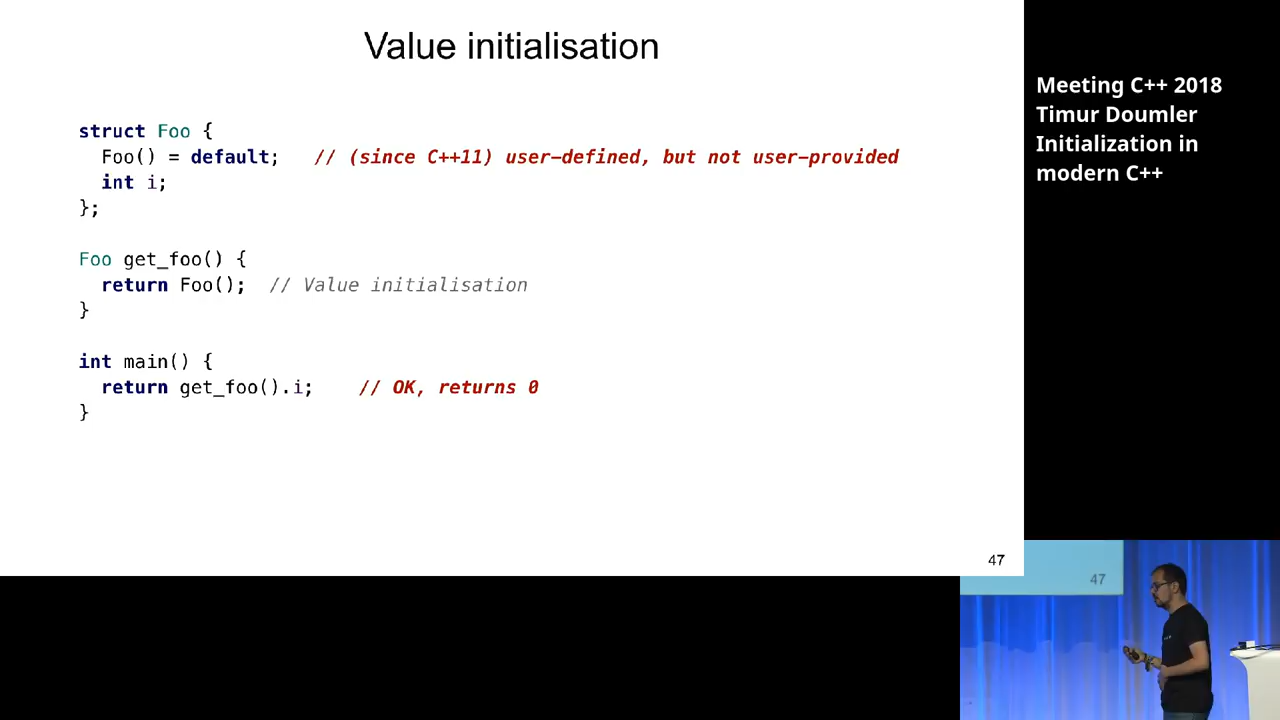 Value initialisation
struct Foo {
Foo() = default; // (since C++11) user-defined, but not user-provided
int i;
};
Foo get_foo() {
return Foo(); // Value initialisation
}
int main() {
return get_foo().i; // OK, returns 0
}
47
Meeting C++ 2018
Timur Doumler
Initialization in
modern C++
47